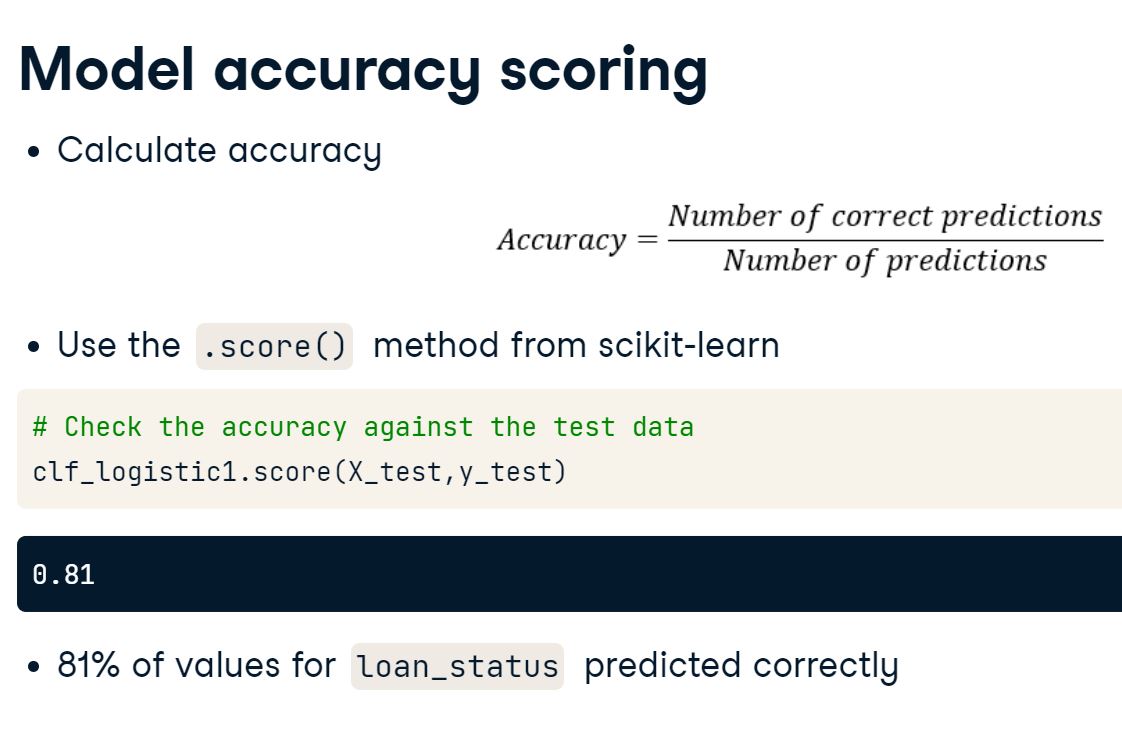 Model accuracy scoring
• Calculate accuracy
Accuracy = Number of correct predictions
Number of predictions
• Use the .score() method from scikit-learn
# Check the accuracy against the test data
clf_logistic1.score(X_test,y_test)
0.81
• 81% of values for loan_status predicted correctly